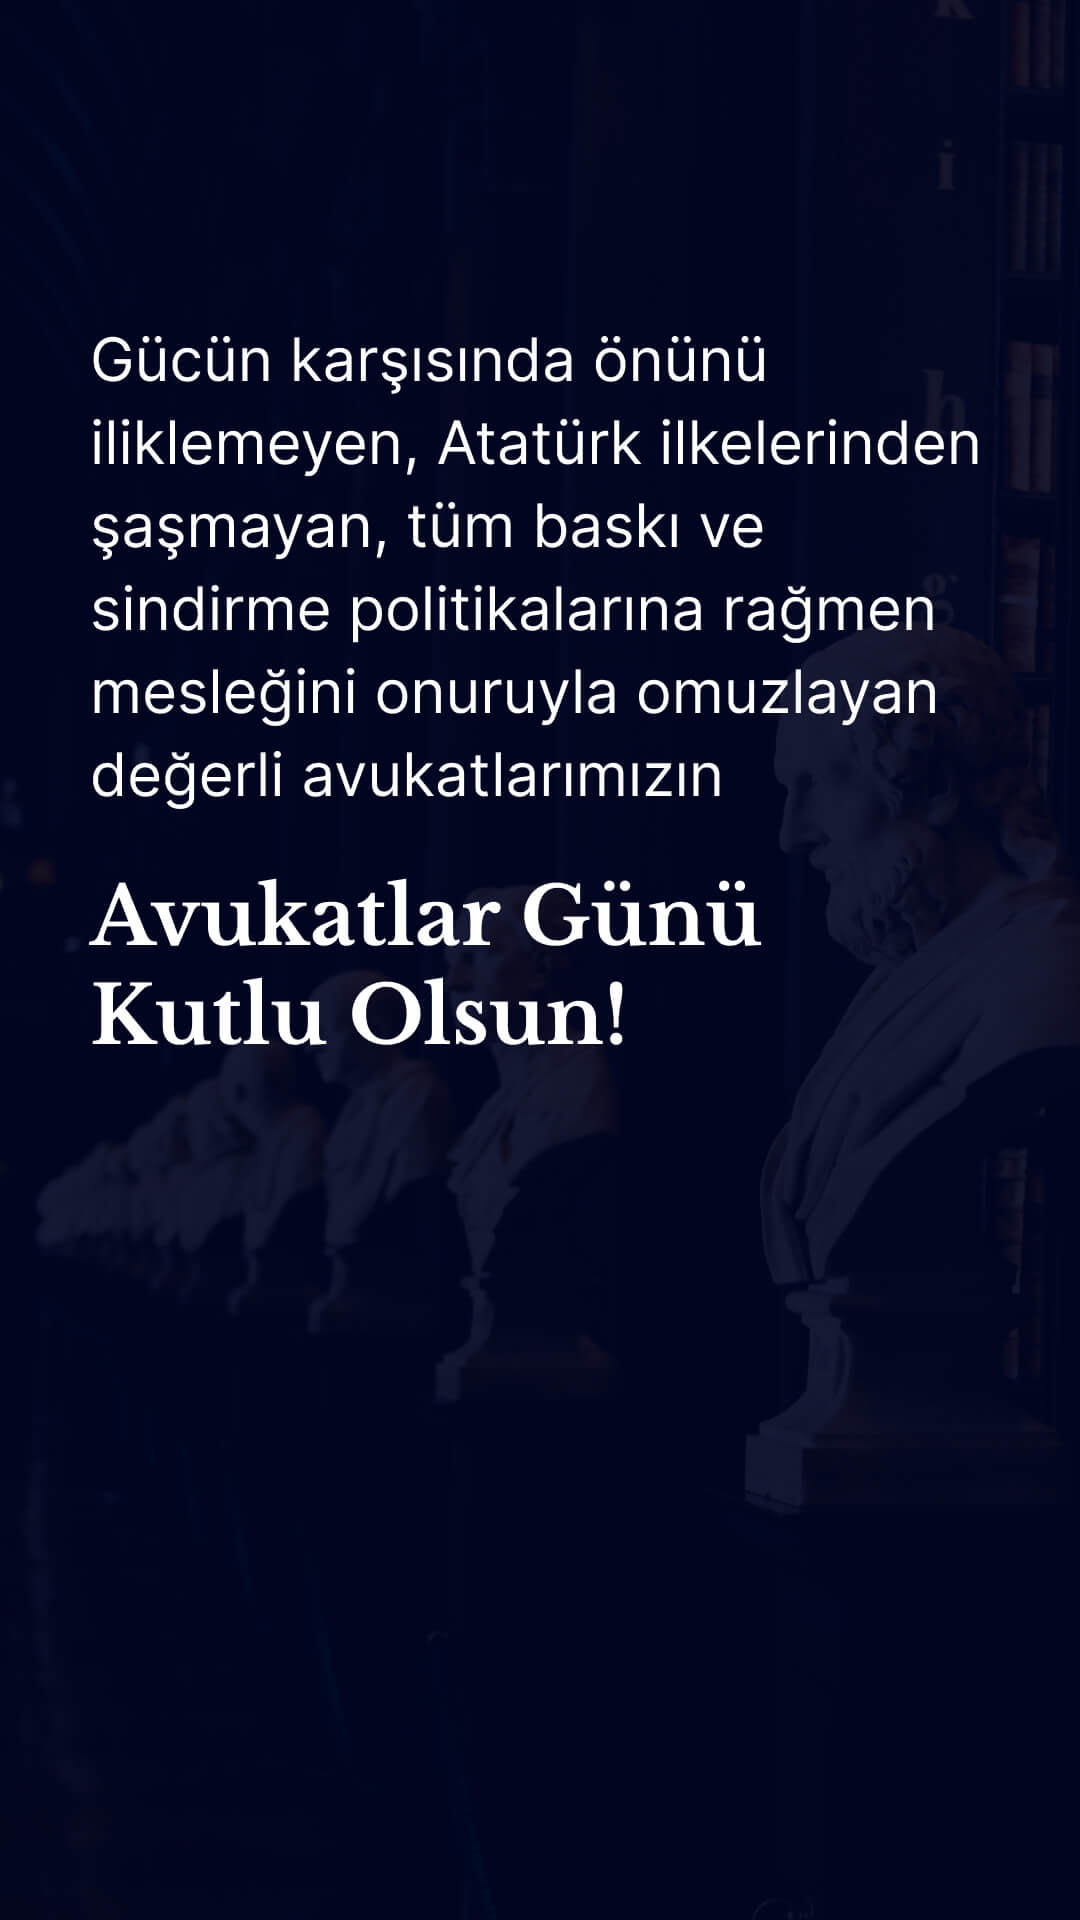 k
i
h
g
Gücün karşısında önünü
iliklemeyen, Atatürk ilkelerinden
şaşmayan, tüm baskı ve
sindirme politikalarına rağmen
mesleğini onuruyla omuzlayan
değerli avukatlarımızın
Avukatlar Günü
Kutlu Olsun!